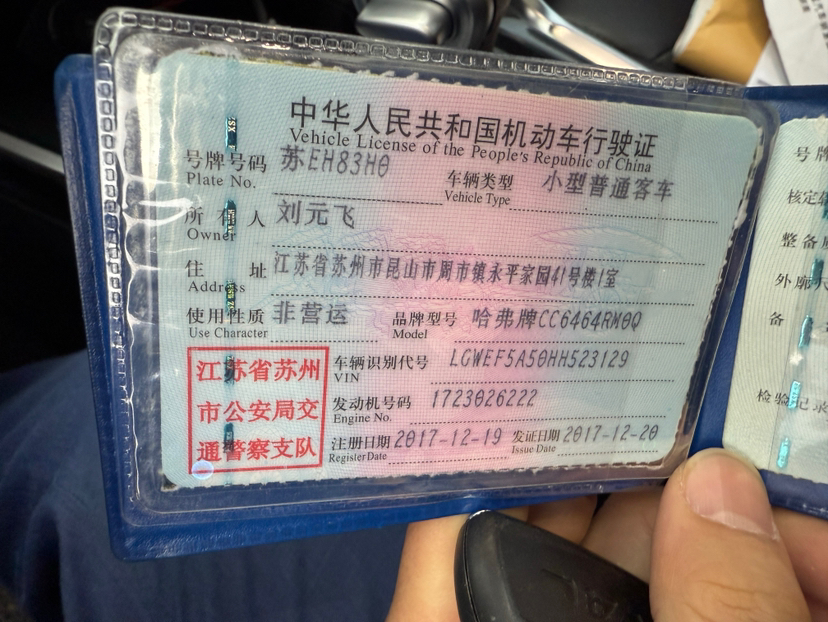 中华人民共和国机动车行驶证
Vehicle License of the People's Republic of China
号牌号码 苏EH83H0 车辆类型 小型普通客车
Plate No. Vehicle Type
所有人 刘元飞
Owner
住址 江苏省苏州市昆山市周市镇永平家园41号楼1室
Address
使用性质 非营运 品牌型号 哈弗牌CC6464RM0Q
Use Character Model
江苏省苏州
市公安局交
通警察支队
车辆识别代号 LGWEF5A50HH523129
VIN
发动机号码 1723026222
Engine No.
注册日期 2017-12-19 发证日期 2017-12-20
Register Date Issue Date
号牌
核定载
整备质
外廓尺
备
检验记录